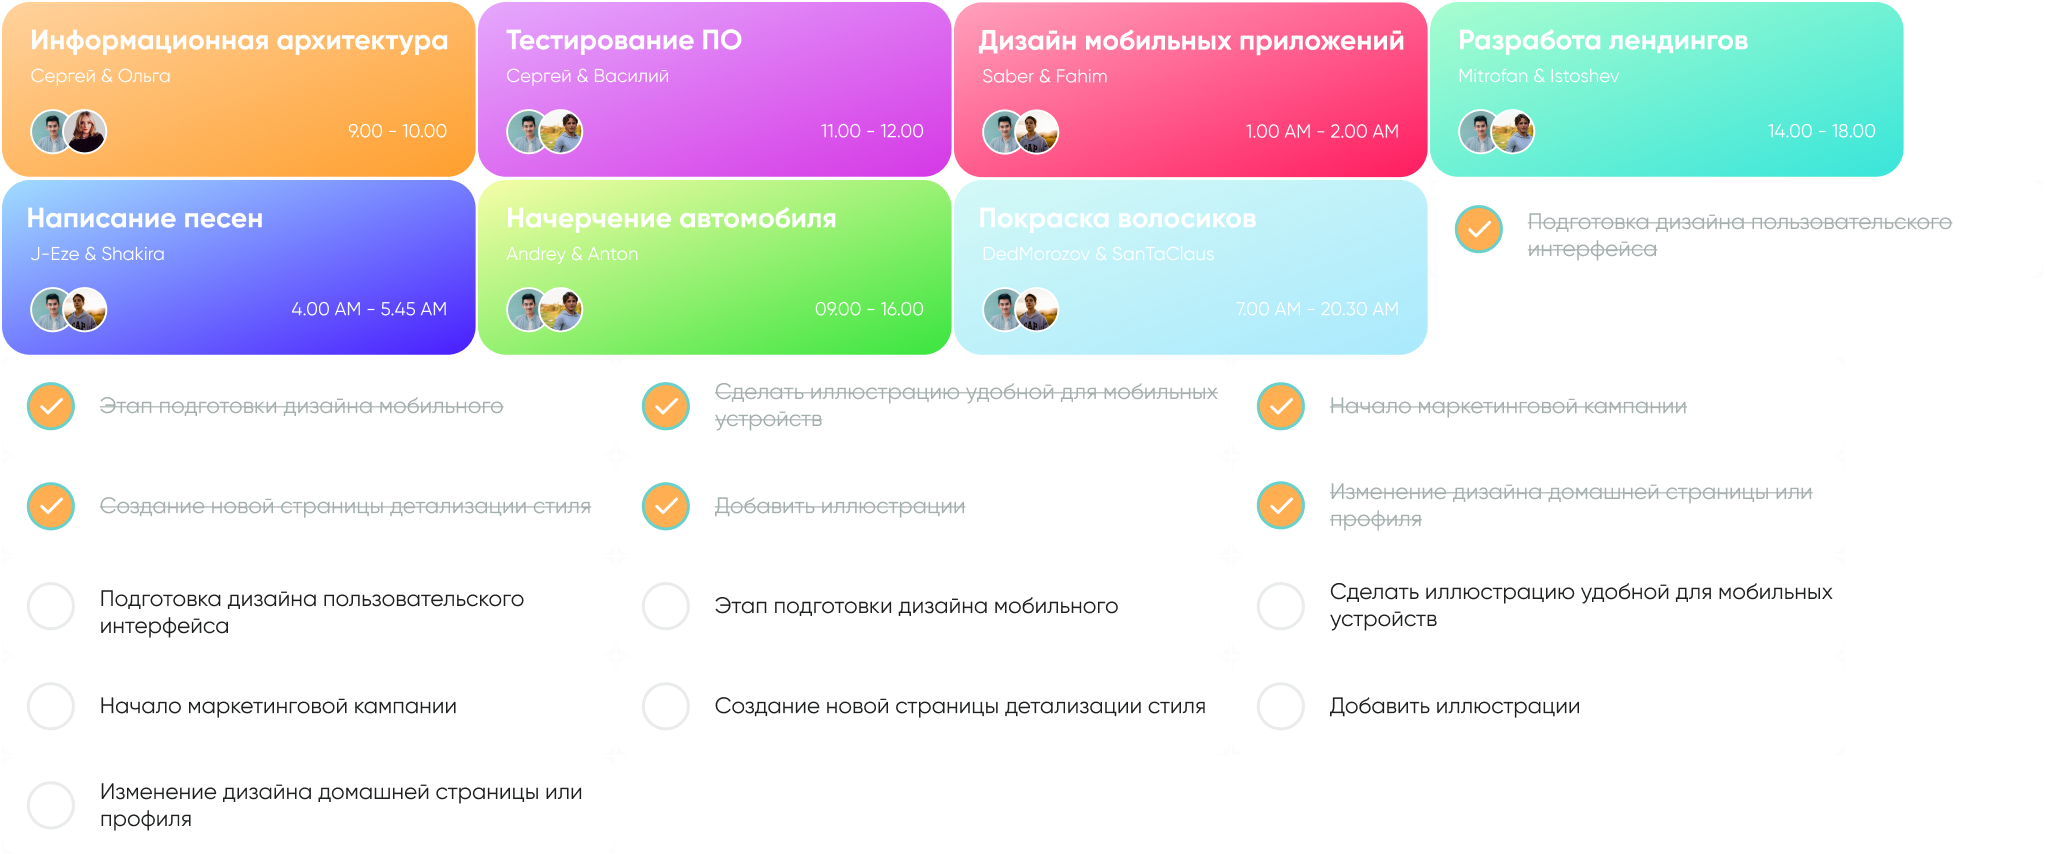 Информационная архитектура
Сергей & Ольга
9.00 - 10.00
Тестирование ПО
Сергей & Василий
11.00 - 12.00
Дизайн мобильных приложений
Saber & Fahim
1.00 AM - 2.00 AM
Разработа лендингов
Mitrofan & Istoshev
14.00 - 18.00
Написание песен
J-Eze & Shakira
4.00 AM - 5.45 AM
Начерчение автомобиля
Andrey & Anton
09.00 - 16.00
Покраска волосиков
DedMorozov & SanTaClaus
7.00 AM - 20.30 AM
Подготовка дизайна пользовательского
интерфейса
Этап подготовки дизайна мобильного
Сделать иллюстрацию удобной для мобильных
устройств
Начало маркетинговой кампании
Создание новой страницы детализации стиля
Добавить иллюстрации
Изменение дизайна домашней страницы или
профиля
Подготовка дизайна пользовательского
интерфейса
Этап подготовки дизайна мобильного
Сделать иллюстрацию удобной для мобильных
устройств
Начало маркетинговой кампании
Создание новой страницы детализации стиля
Добавить иллюстрации
Изменение дизайна домашней страницы или
профиля